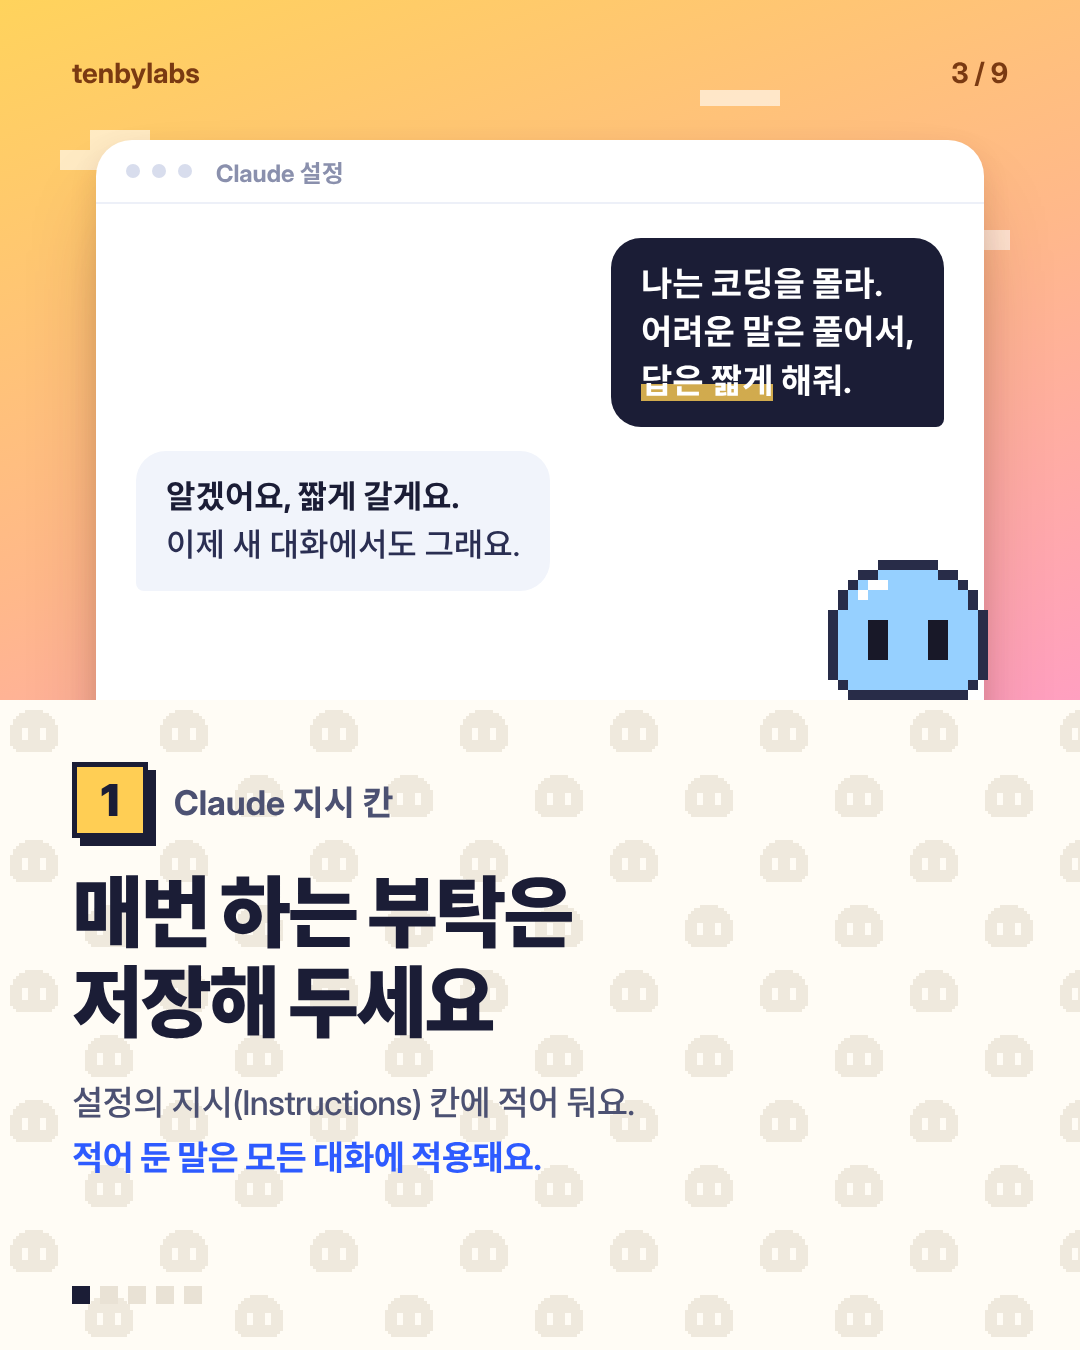 tenbylabs
3 / 9
Claude 설정
나는 코딩을 몰라.
어려운 말은 풀어서,
답은 짧게 해줘.
알겠어요, 짧게 갈게요.
이제 새 대화에서도 그래요.
1
Claude 지시 칸
매번 하는 부탁은
저장해 두세요
설정의 지시(Instructions) 칸에 적어 둬요.
적어 둔 말은 모든 대화에 적용돼요.